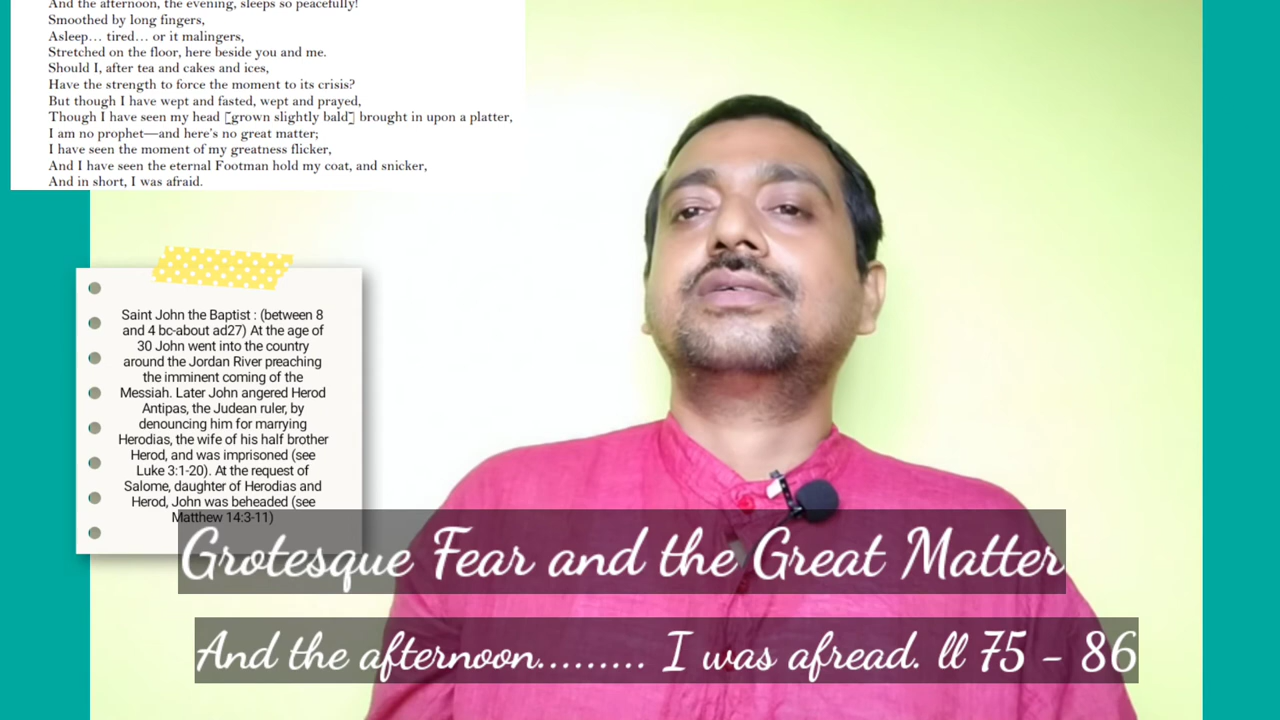 And the afternoon, the evening, sleeps so peacefully!
Smoothed by long fingers,
Asleep… tired… or it malingers,
Stretched on the floor, here beside you and me.
Should I, after tea and cakes and ices,
Have the strength to force the moment to its crisis?
But though I have wept and fasted, wept and prayed,
Though I have seen my head [grown slightly bald] brought in upon a platter,
I am no prophet—and here's no great matter;
I have seen the moment of my greatness flicker,
And I have seen the eternal Footman hold my coat, and snicker,
And in short, I was afraid.
Saint John the Baptist : (between 8
and 4 bc-about ad27) At the age of
30 John went into the country
around the Jordan River preaching
the imminent coming of the
Messiah. Later John angered Herod
Antipas, the Judean ruler, by
denouncing him for marrying
Herodias, the wife of his half brother
Herod, and was imprisoned (see
Luke 3:1-20). At the request of
Salome, daughter of Herodias and
Herod, John was beheaded (see
Matthew 14:3-11)
Grotesque Fear and the Great Matter
And the afternoon......... I was afread. ll 75 - 86